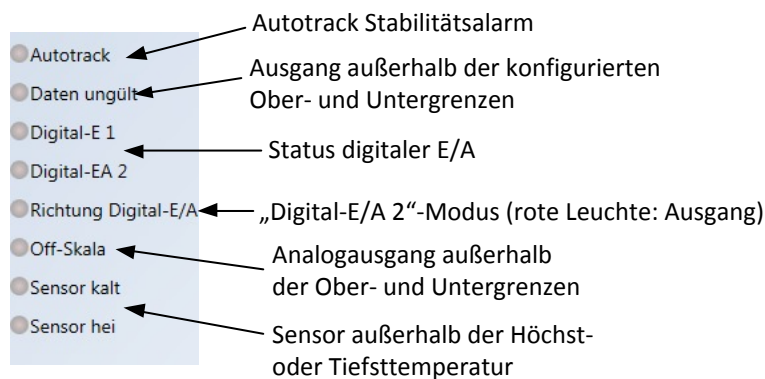 Autotrack
Daten ungült
Digital-E 1
Digital-EA 2
Richtung Digital-E/A
Off-Skala
Sensor kalt
Sensor hei
Autotrack Stabilitätsalarm
Ausgang außerhalb der konfigurierten
Ober- und Untergrenzen
Status digitaler E/A
„Digital-E/A 2“-Modus (rote Leuchte: Ausgang)
Analogausgang außerhalb
der Ober- und Untergrenzen
Sensor außerhalb der Höchst-
oder Tiefsttemperatur